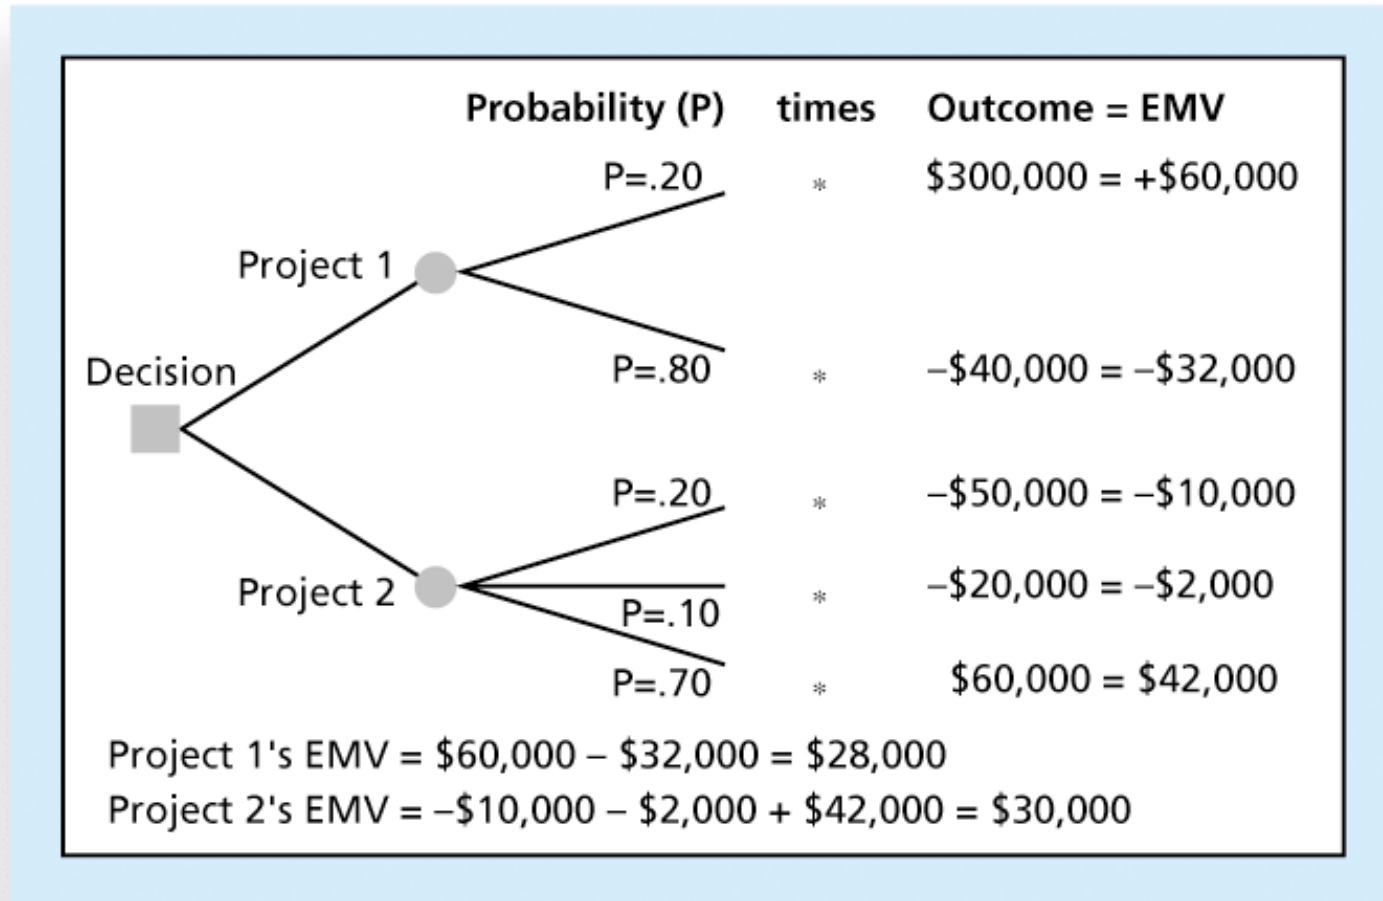 Probability (P) times Outcome = EMV
P=.20 * $300,000 = +$60,000
Project 1
P=.80 * –$40,000 = –$32,000
Decision
P=.20 * –$50,000 = –$10,000
Project 2
P=.10 * –$20,000 = –$2,000
P=.70 * $60,000 = $42,000
Project 1's EMV = $60,000 – $32,000 = $28,000
Project 2's EMV = –$10,000 – $2,000 + $42,000 = $30,000